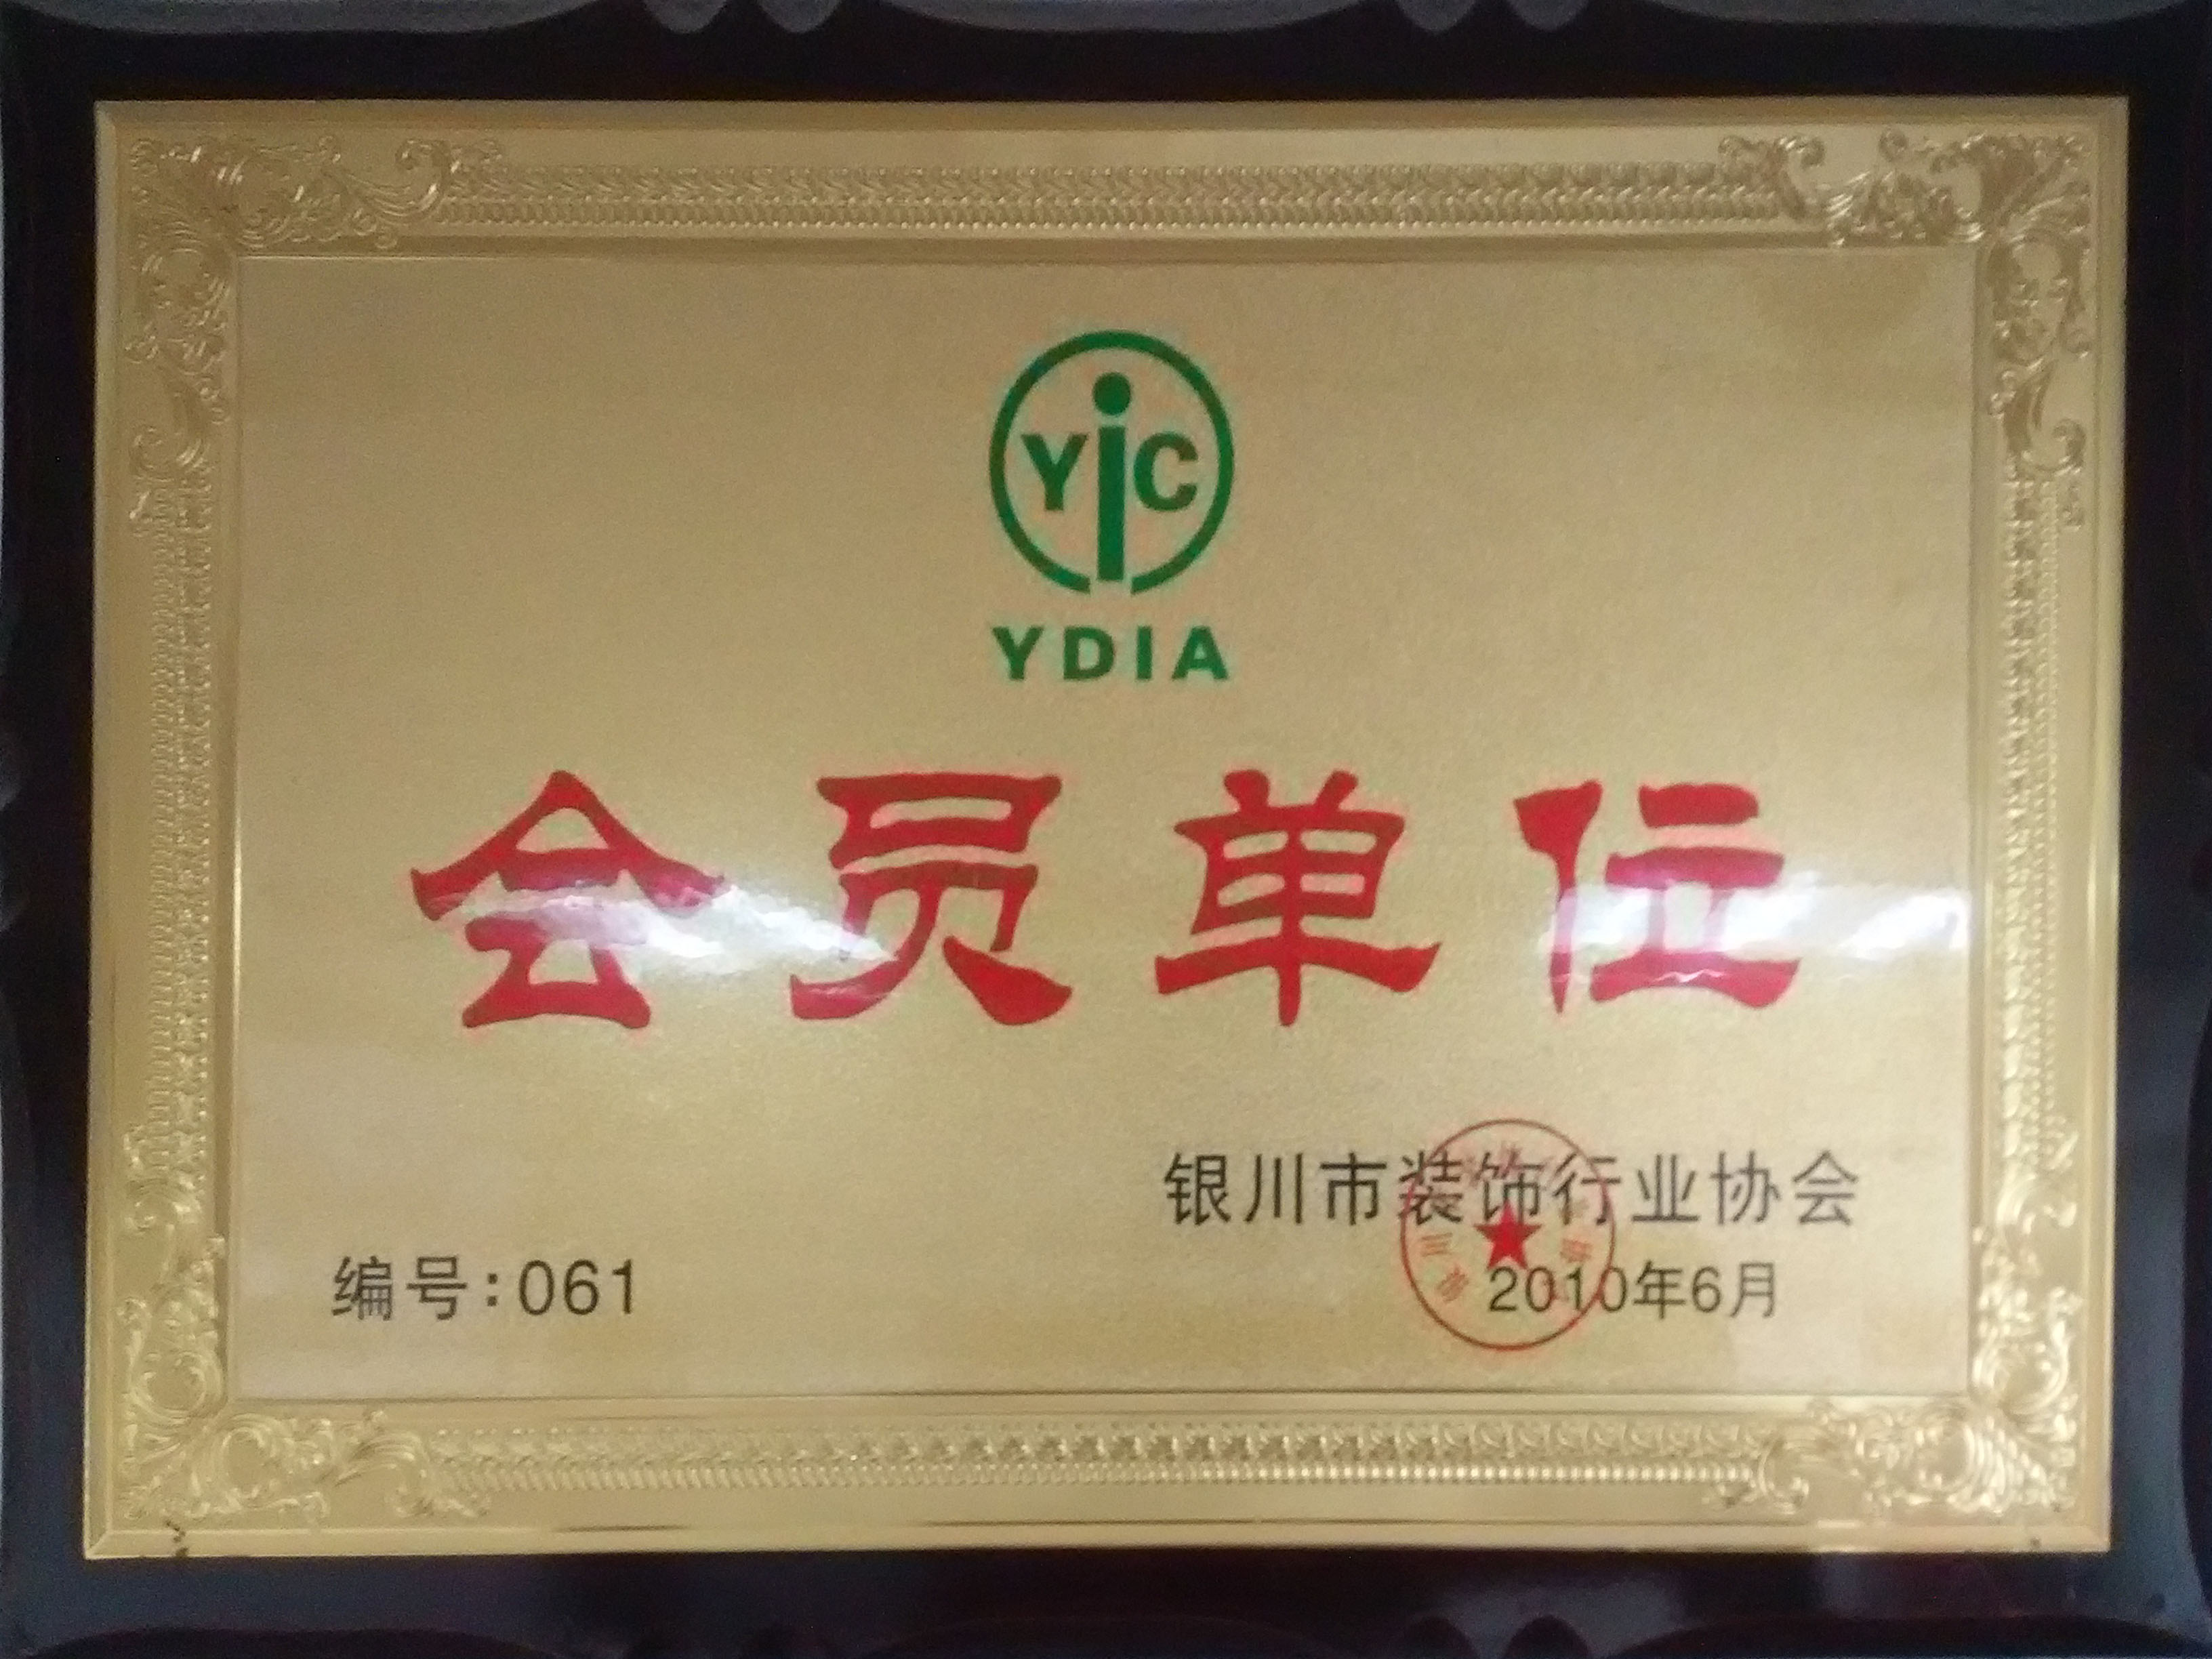 YiC
YDIA
会员单位
银川市装饰行业协会
编号:061
2010年6月